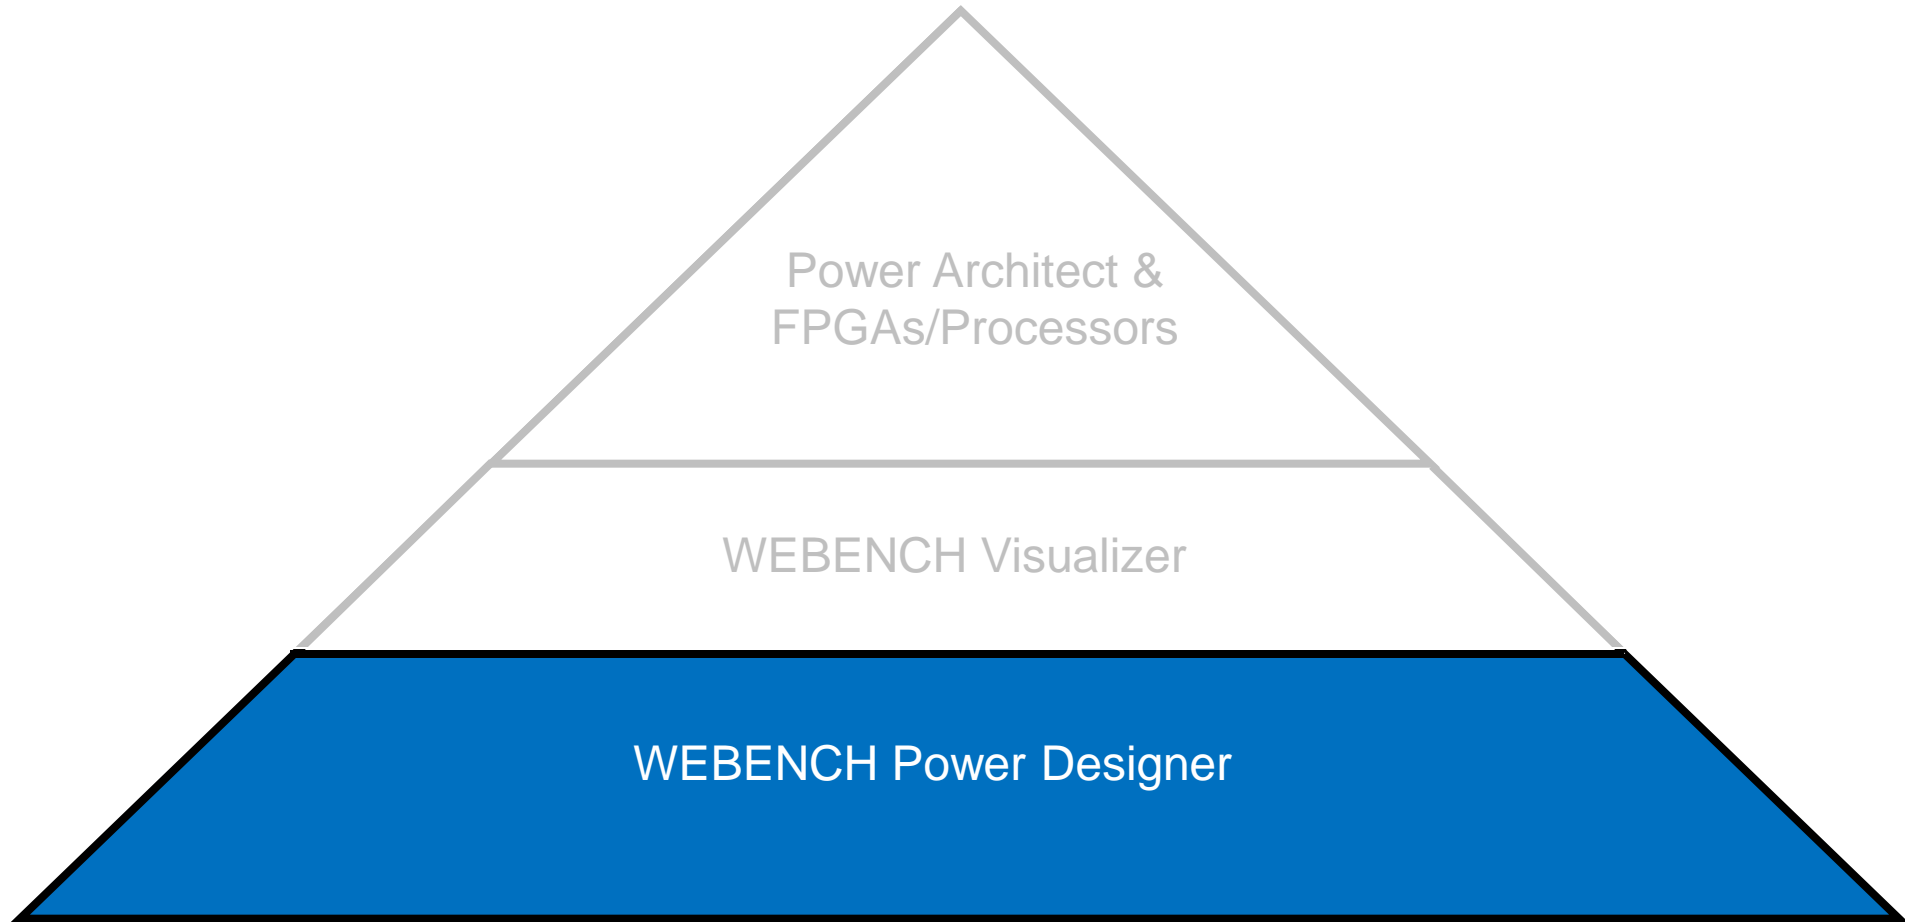 Power Architect &
FPGAs/Processors
WEBENCH Visualizer
WEBENCH Power Designer